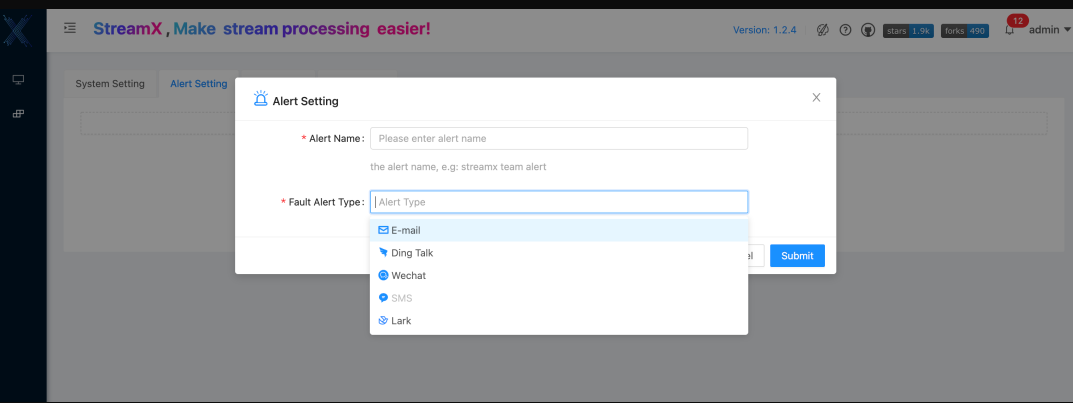 StreamX , Make stream processing easier!
Version: 1.2.4
stars 1.9k
forks 490
12
admin
System Setting
Alert Setting
Alert Setting
* Alert Name :
Please enter alert name
the alert name, e.g: streamx team alert
* Fault Alert Type :
Alert Type
E-mail
Ding Talk
Wechat
SMS
Lark
Submit